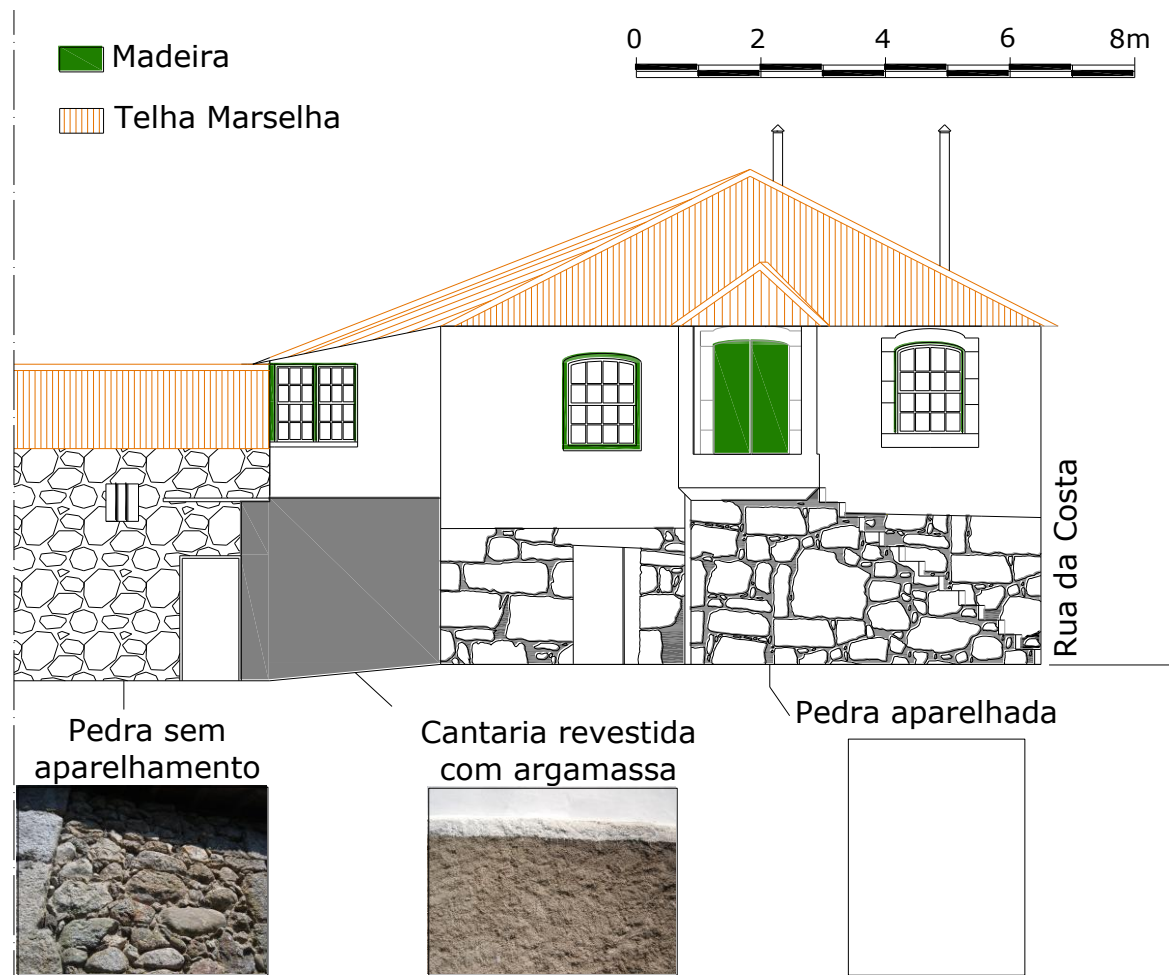 Madeira
Telha Marselha
0 2 4 6 8m
Rua da Costa
Pedra sem
aparelhamento
Cantaria revestida
com argamassa
Pedra aparelhada